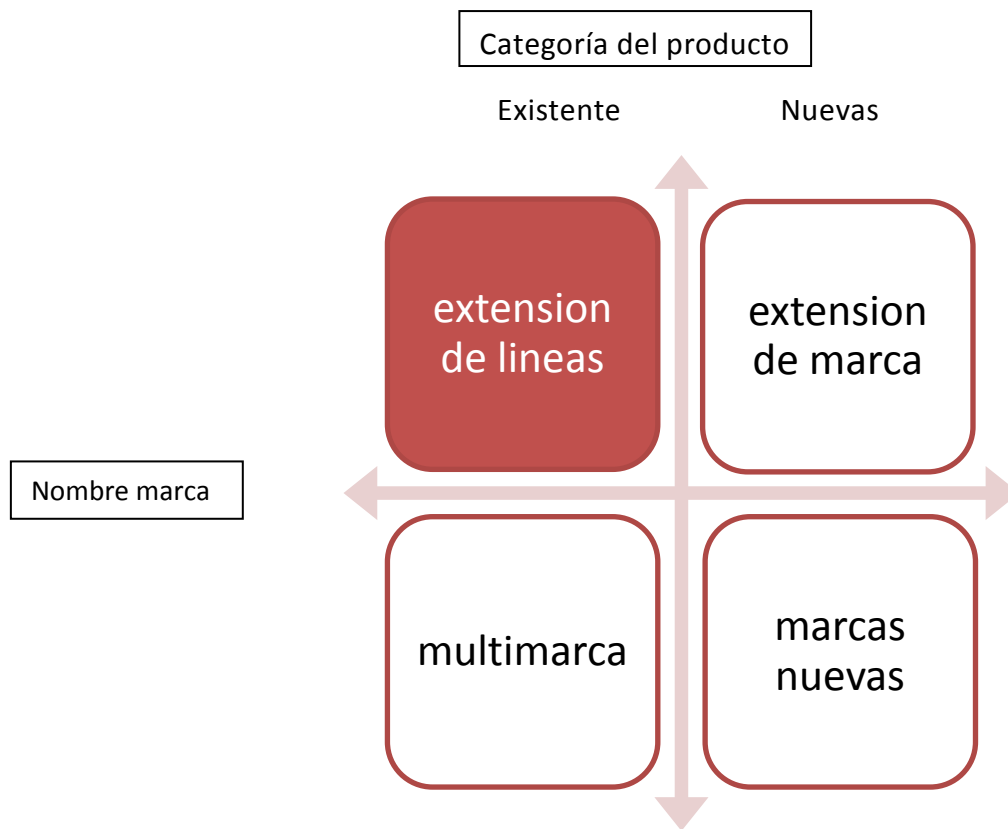 Categoría del producto
Existente
Nuevas
extension
de lineas
extension
de marca
Nombre marca
multimarca
marcas
nuevas